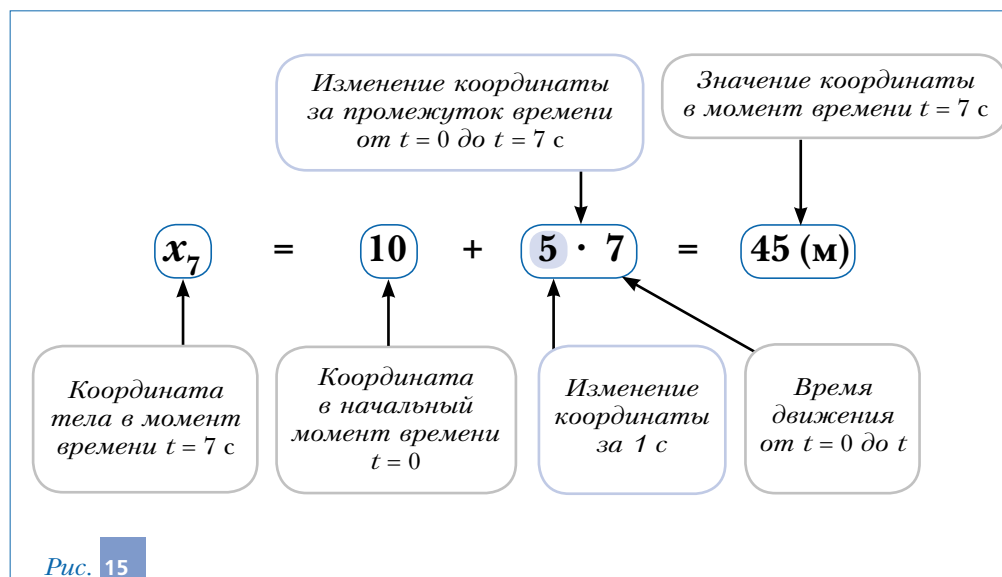 Изменение координаты
за промежуток времени
от t = 0 до t = 7 с
Значение координаты
в момент времени t = 7 с
x₇ = 10 + 5 · 7 = 45 (м)
Координата
тела в момент
времени t = 7 с
Координата
в начальный
момент времени
t = 0
Изменение
координаты
за 1 с
Время
движения
от t = 0 до t
Рис. 15